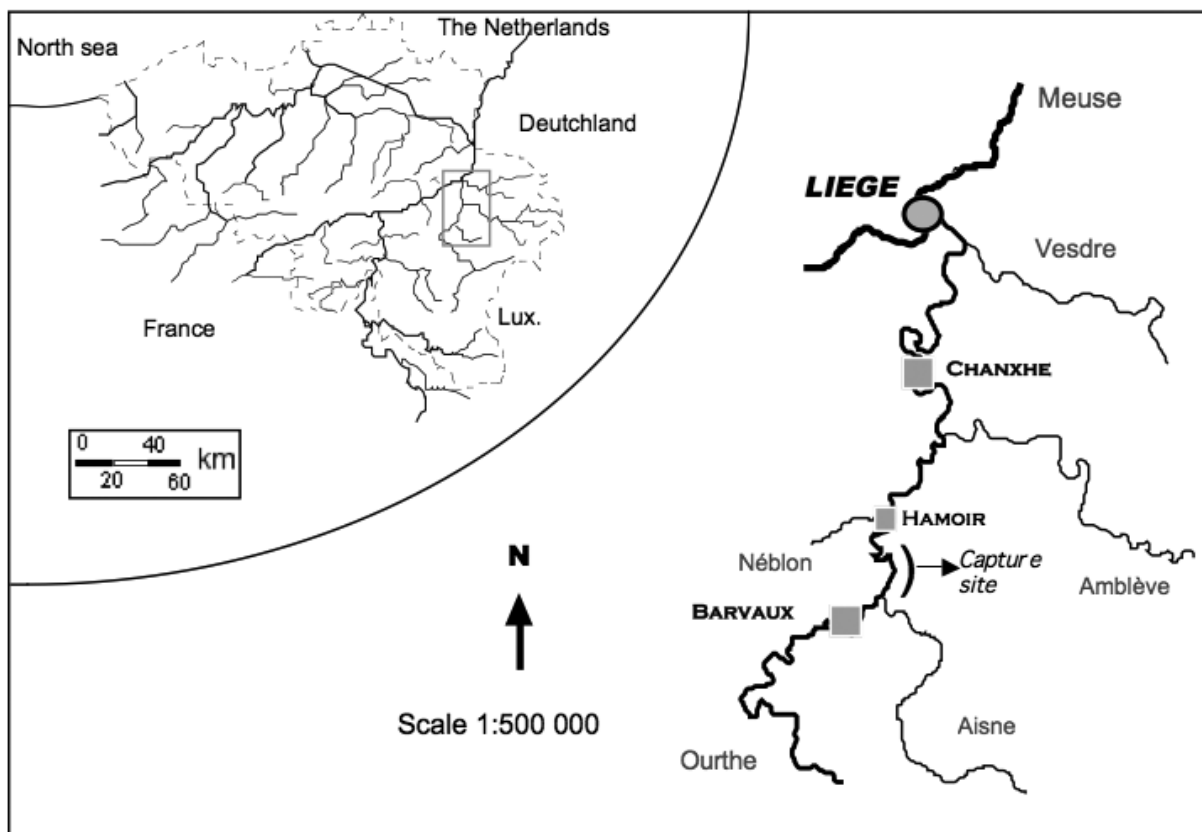 North sea
The Netherlands
Deutchland
France
Lux.
0 40
20 60
km
N
Scale 1:500 000
Meuse
LIEGE
Vesdre
CHANXHE
HAMOIR
Néblon
Capture
site
Amblève
BARVAUX
Aisne
Ourthe